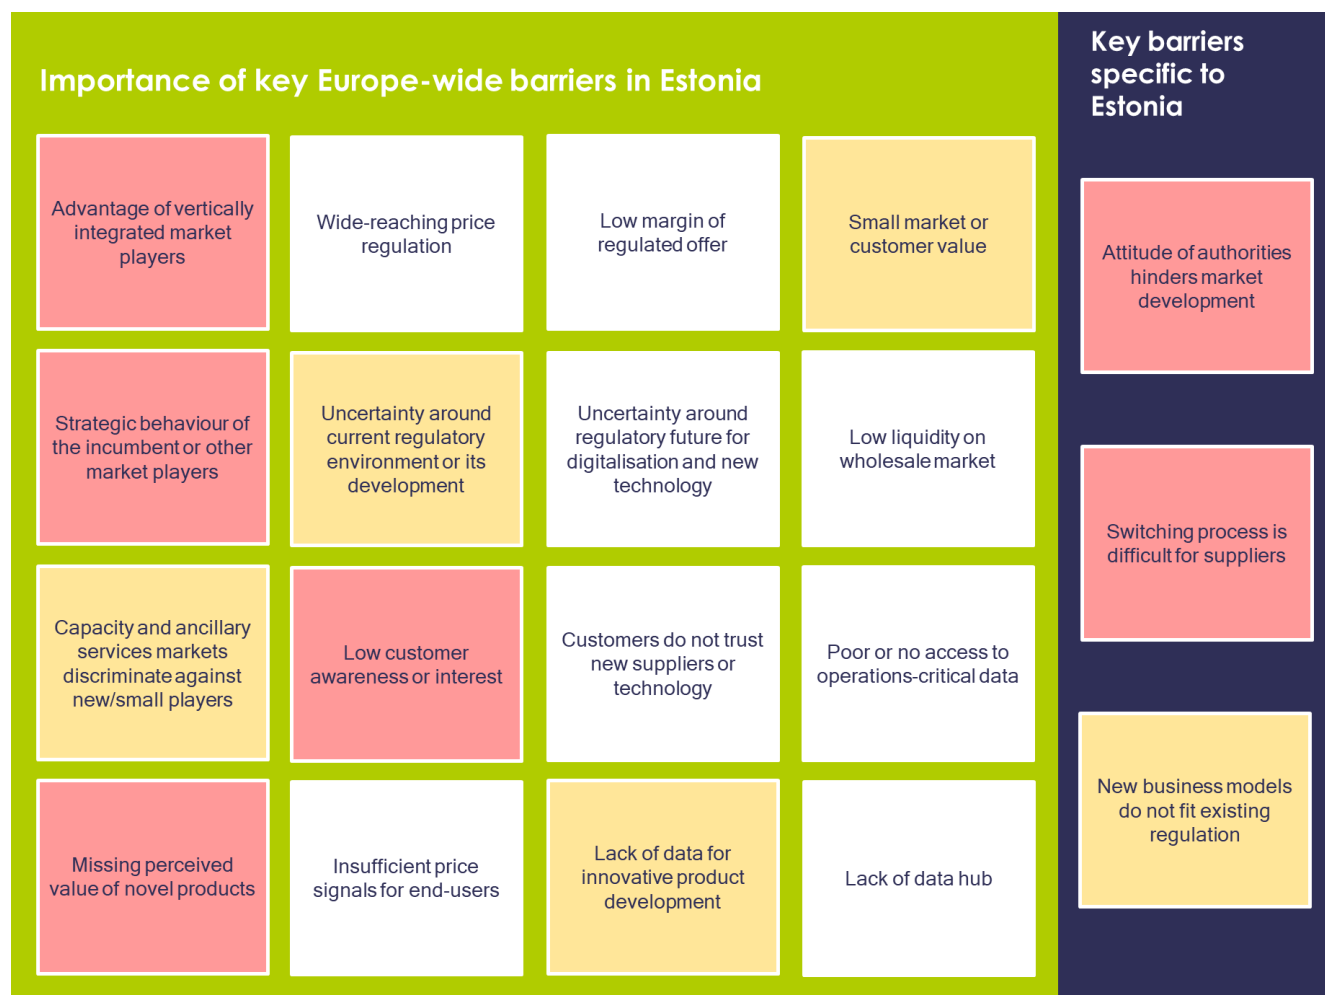 Importance of key Europe-wide barriers in Estonia
Advantage of vertically
integrated market
players
Wide-reaching price
regulation
Low margin of
regulated offer
Small market or
customer value
Strategic behaviour of
the incumbent or other
market players
Uncertainty around
current regulatory
environment or its
development
Uncertainty around
regulatory future for
digitalisation and new
technology
Low liquidity on
wholesale market
Capacity and ancillary
services markets
discriminate against
new/small players
Low customer
awareness or interest
Customers do not trust
new suppliers or
technology
Poor or no access to
operations-critical data
Missing perceived
value of novel products
Insufficient price
signals for end-users
Lack of data for
innovative product
development
Lack of data hub
Key barriers
specific to
Estonia
Attitude of authorities
hinders market
development
Switching process is
difficult for suppliers
New business models
do not fit existing
regulation